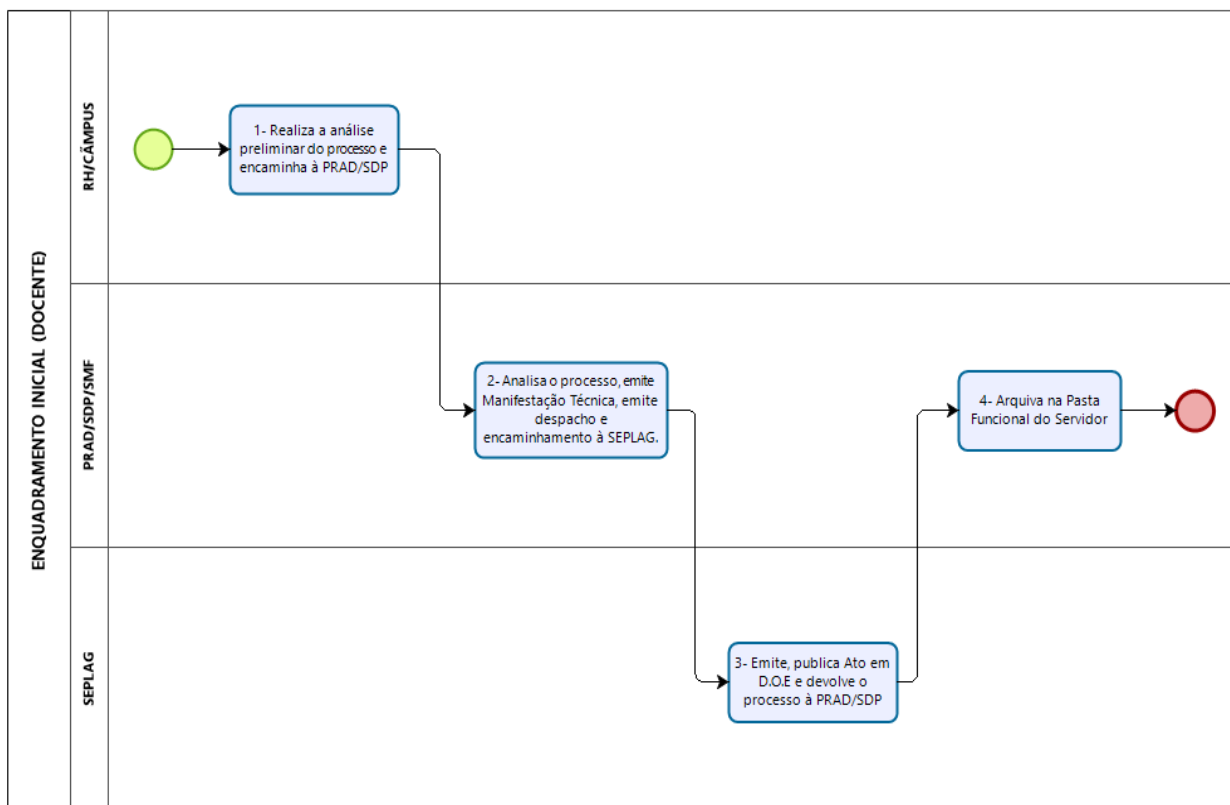 ENQUADRAMENTO INICIAL (DOCENTE)
RH/CÂMPUS
1- Realiza a análise
preliminar do processo e
encaminha à PRAD/SDP
PRAD/SDP/SMF
2- Analisa o processo, emite
Manifestação Técnica, emite
despacho e
encaminhamento à SEPLAG.
4- Arquiva na Pasta
Funcional do Servidor
SEPLAG
3- Emite, publica Ato em
D.O.E e devolve o
processo à PRAD/SDP